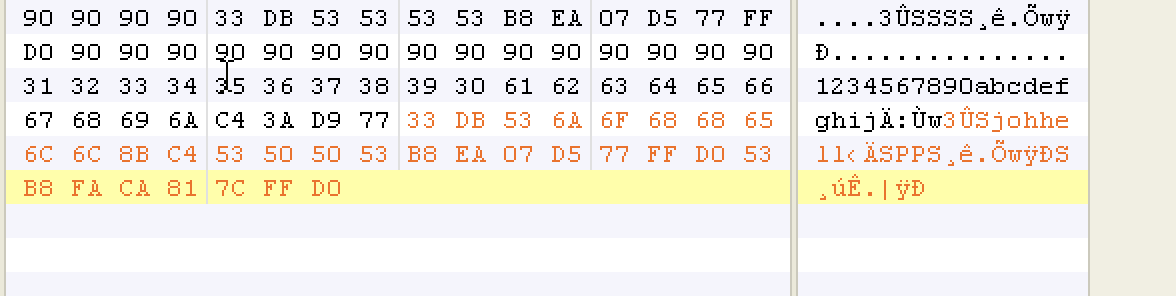 90 90 90 90 33 DB 53 53 53 53 B8 EA 07 D5 77 FF ....3ÛSSSS¸ê.Õwÿ
D0 90 90 90 90 90 90 90 90 90 90 90 90 90 90 90 Ð...............
31 32 33 34 35 36 37 38 39 30 61 62 63 64 65 66 1234567890abcdef
67 68 69 6A C4 3A D9 77 33 DB 53 6A 6F 68 68 65 ghijÄ:Ùw3ÛSjohhe
6C 6C 8B C4 53 50 50 53 B8 EA 07 D5 77 FF D0 53 ll‹ÄSPPS¸ê.ÕwÿÐS
B8 FA CA 81 7C FF D0 ¸úÊ.|ÿÐ